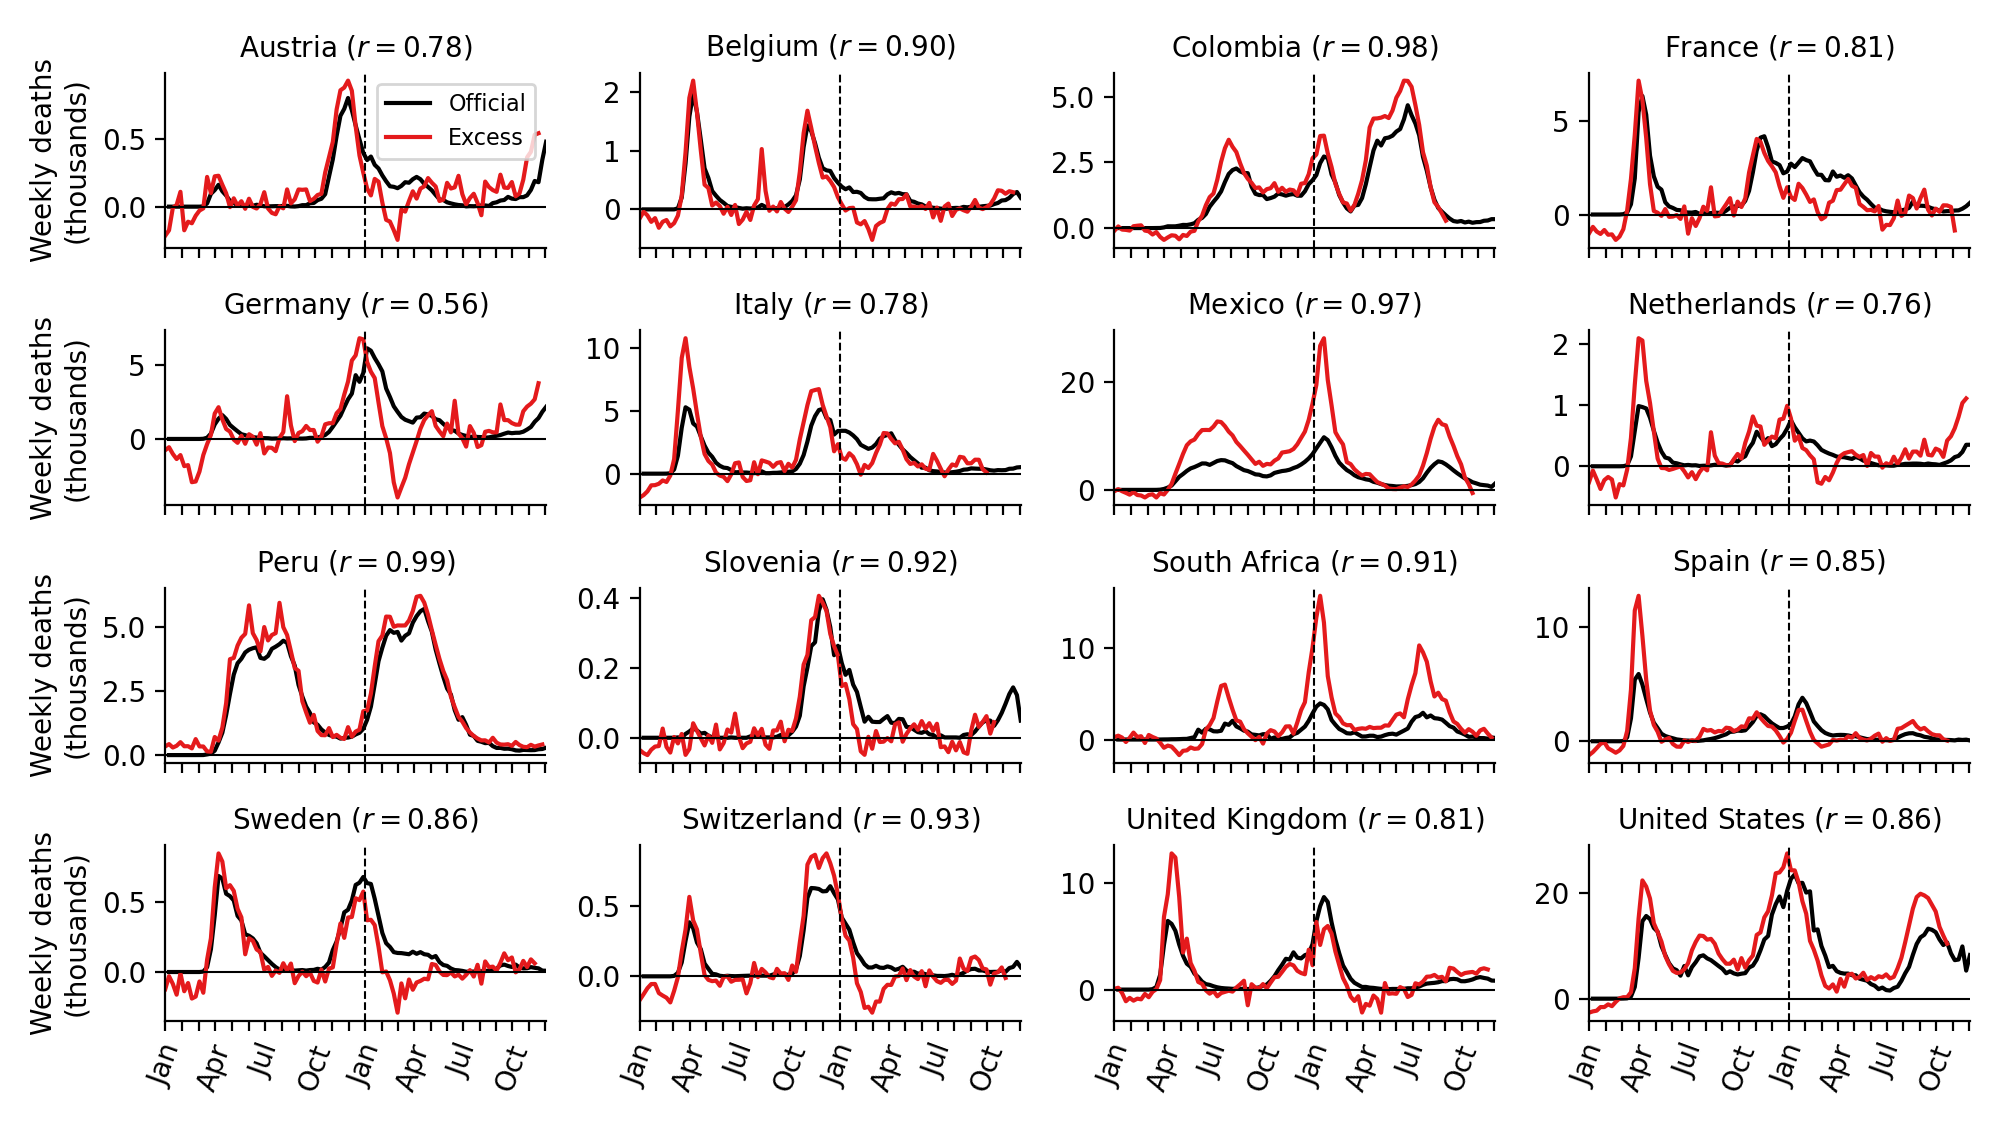 Austria (r = 0.78)
Belgium (r = 0.90)
Colombia (r = 0.98)
France (r = 0.81)
Weekly deaths
(thousands)
0.5
0.0
Official
Excess
2
1
0
5.0
2.5
0.0
5
0
Germany (r = 0.56)
Italy (r = 0.78)
Mexico (r = 0.97)
Netherlands (r = 0.76)
Weekly deaths
(thousands)
5
0
10
5
0
20
0
2
1
0
Peru (r = 0.99)
Slovenia (r = 0.92)
South Africa (r = 0.91)
Spain (r = 0.85)
Weekly deaths
(thousands)
5.0
2.5
0.0
0.4
0.2
0.0
10
0
10
0
Sweden (r = 0.86)
Switzerland (r = 0.93)
United Kingdom (r = 0.81)
United States (r = 0.86)
Weekly deaths
(thousands)
0.5
0.0
0.5
0.0
10
0
20
0
Jan Apr Jul Oct Jan Apr Jul Oct
Jan Apr Jul Oct Jan Apr Jul Oct
Jan Apr Jul Oct Jan Apr Jul Oct
Jan Apr Jul Oct Jan Apr Jul Oct